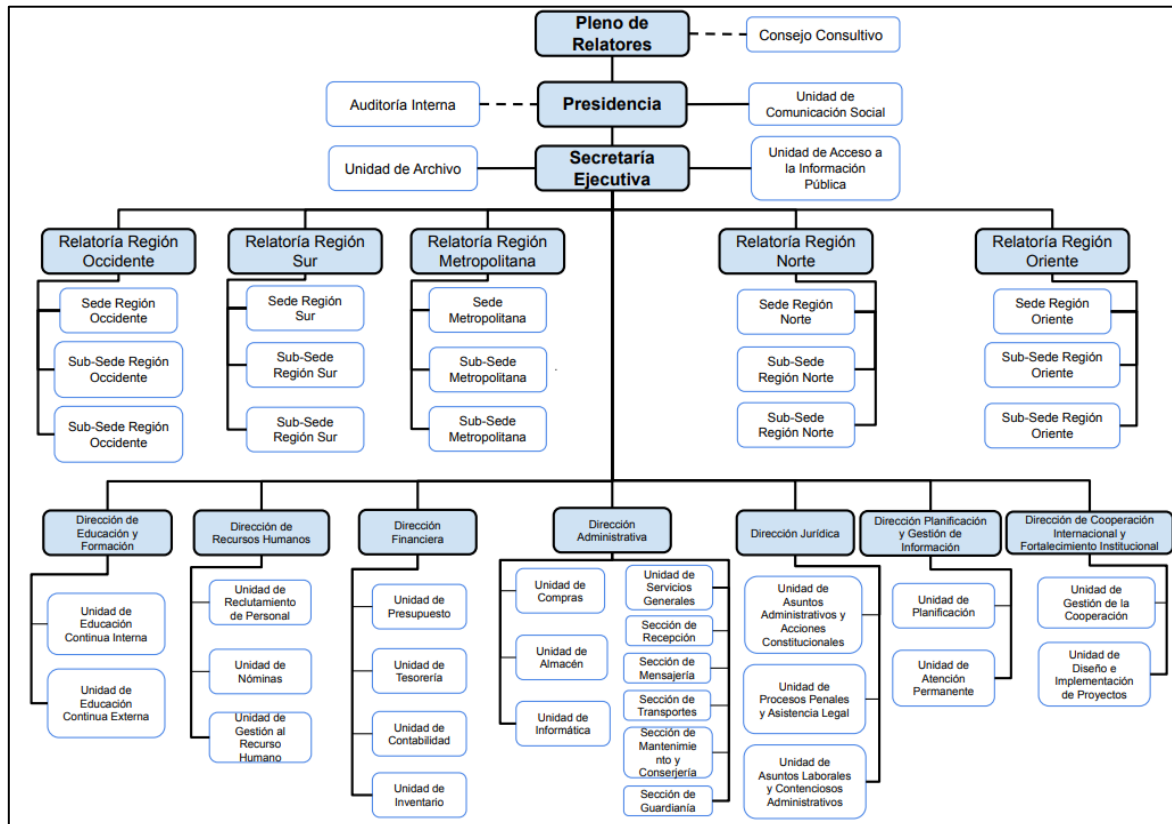 Pleno de
Relatores
Consejo Consultivo
Auditoría Interna
Presidencia
Unidad de
Comunicación Social
Unidad de Archivo
Secretaría
Ejecutiva
Unidad de Acceso a
la Información
Pública
Relatoría Región
Occidente
Relatoría Región
Sur
Relatoría Región
Metropolitana
Relatoría Región
Norte
Relatoría Región
Oriente
Sede Región
Occidente
Sub-Sede Región
Occidente
Sub-Sede Región
Occidente
Sede Región
Sur
Sub-Sede
Región Sur
Sub-Sede
Región Sur
Sede
Metropolitana
Sub-Sede
Metropolitana
Sub-Sede
Metropolitana
Sede Región
Norte
Sub-Sede
Región Norte
Sub-Sede
Región Norte
Sede Región
Oriente
Sub-Sede Región
Oriente
Sub-Sede Región
Oriente
Dirección de
Educación y
Formación
Dirección de
Recursos Humanos
Dirección
Financiera
Dirección
Administrativa
Dirección Jurídica
Dirección Planificación
y Gestión de
Información
Dirección de Cooperación
Internacional y
Fortalecimiento Institucional
Unidad de
Educación
Continua Interna
Unidad de
Educación
Continua Externa
Unidad de
Reclutamiento
de Personal
Unidad de
Nóminas
Unidad de
Gestión al
Recurso
Humano
Unidad de
Presupuesto
Unidad de
Tesorería
Unidad de
Contabilidad
Unidad de
Inventario
Unidad de
Compras
Unidad de
Almacén
Unidad de
Informática
Unidad de
Servicios
Generales
Sección de
Recepción
Sección de
Mensajería
Sección de
Transportes
Sección de
Mantenimie
nto y
Conserjería
Sección de
Guardianía
Unidad de
Asuntos
Administrativos y
Acciones
Constitucionales
Unidad de
Procesos Penales
y Asistencia Legal
Unidad de
Asuntos Laborales
y Contenciosos
Administrativos
Unidad de
Planificación
Unidad de
Atención
Permanente
Unidad de
Gestión de la
Cooperación
Unidad de
Diseño e
Implementación
de Proyectos